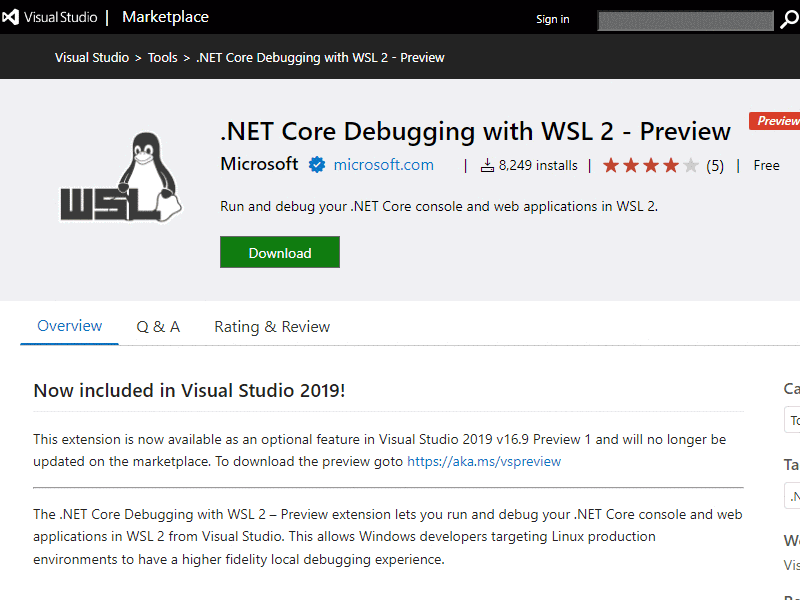 Visual Studio | Marketplace
Sign in
Visual Studio > Tools > .NET Core Debugging with WSL 2 - Preview
WSL
.NET Core Debugging with WSL 2 - Preview
Preview
Microsoft microsoft.com | 8,249 installs | (5) | Free
Run and debug your .NET Core console and web applications in WSL 2.
Download
Overview Q & A Rating & Review
Now included in Visual Studio 2019!
This extension is now available as an optional feature in Visual Studio 2019 v16.9 Preview 1 and will no longer be
updated on the marketplace. To download the preview goto https://aka.ms/vspreview
The .NET Core Debugging with WSL 2 – Preview extension lets you run and debug your .NET Core console and web
applications in WSL 2 from Visual Studio. This allows Windows developers targeting Linux production
environments to have a higher fidelity local debugging experience.